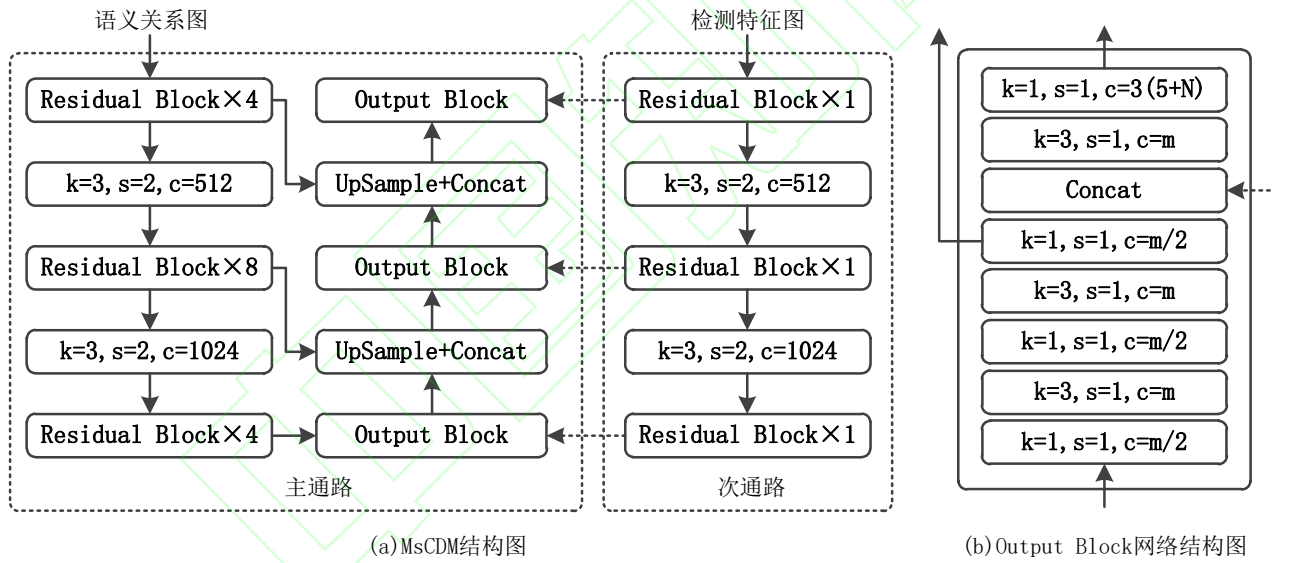 语义关系图
Residual Block×4
k=3,s=2,c=512
Residual Block×8
k=3,s=2,c=1024
Residual Block×4
Output Block
UpSample+Concat
Output Block
UpSample+Concat
Output Block
主通路
检测特征图
Residual Block×1
k=3,s=2,c=512
Residual Block×1
k=3,s=2,c=1024
Residual Block×1
次通路
(a)MsCDM结构图
k=1,s=1,c=3(5+N)
k=3,s=1,c=m
Concat
k=1,s=1,c=m/2
k=3,s=1,c=m
k=1,s=1,c=m/2
k=3,s=1,c=m
k=1,s=1,c=m/2
(b)Output Block网络结构图